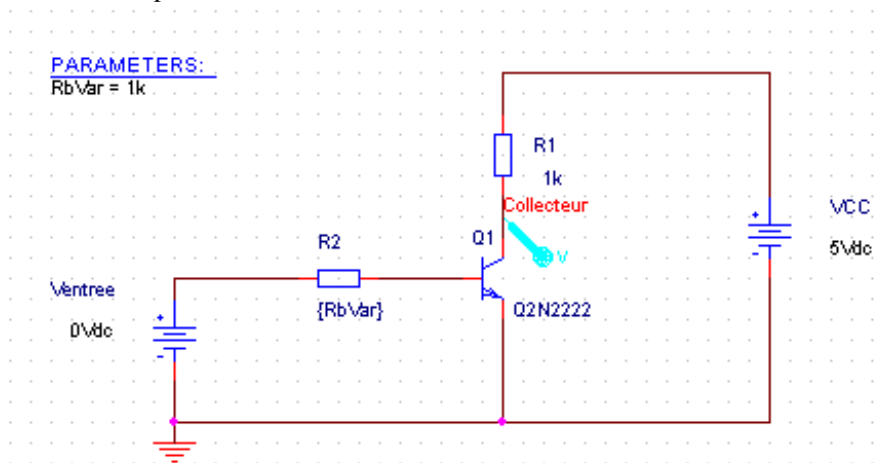 PARAMETERS:
RbVar = 1k
R1
1k
Collecteur
VCC
5Vdc
R2
Q1
V
Ventree
{RbVar}
Q2N2222
0Vdc
+
-
+
-